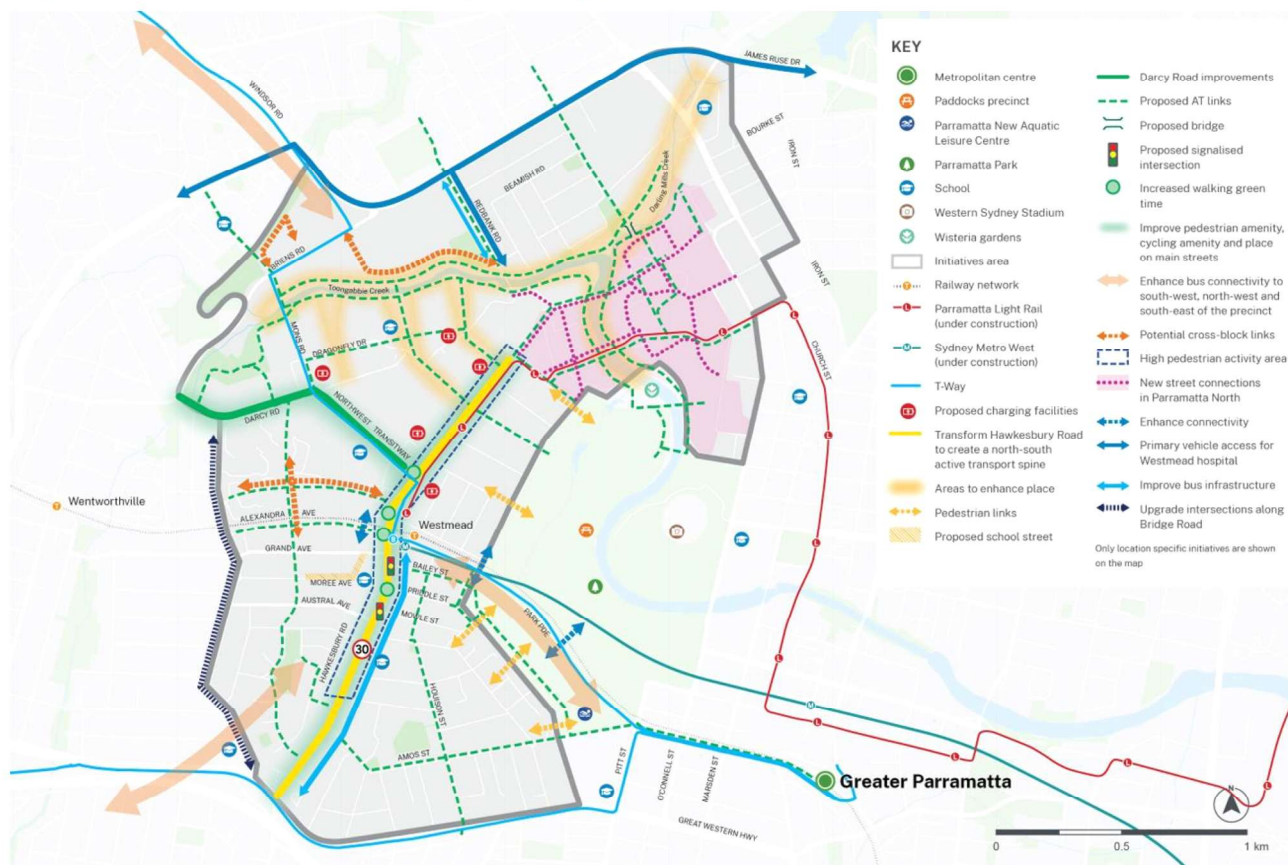 JAMES RUSE DR
WINDSOR RD
BOURKE ST
IRON ST
BEAMISH RD
Darling Mills Creek
REDBANK RD
BRIENS RD
IRON ST
Toongabbie Creek
MONS RD
DRAGONFLY DR
CHURCH ST
DARCY RD
NORTHWEST TRANSITWAY
Wentworthville
ALEXANDRA AVE
Westmead
GRAND AVE
BAILEY ST
MOREE AVE
PRIDDLE ST
AUSTRAL AVE
MOULE ST
PARK PDE
HAWKESBURY RD
30
HOUISON ST
AMOS ST
PITT ST
O'CONNELL ST
MARSDEN ST
Greater Parramatta
GREAT WESTERN HWY
L
L
L
L
L
L
L
L
L
L
L
L
T
T
B
M
M
N
0
0.5
1 km
KEY
Metropolitan centre
Paddocks precinct
Parramatta New Aquatic
Leisure Centre
Parramatta Park
School
Western Sydney Stadium
Wisteria gardens
Initiatives area
T
Railway network
L
Parramatta Light Rail
(under construction)
M
Sydney Metro West
(under construction)
T-Way
Proposed charging facilities
Transform Hawkesbury Road
to create a north-south
active transport spine
Areas to enhance place
Pedestrian links
Proposed school street
Darcy Road improvements
Proposed AT links
Proposed bridge
Proposed signalised
intersection
Increased walking green
time
Improve pedestrian amenity,
cycling amenity and place
on main streets
Enhance bus connectivity to
south-west, north-west and
south-east of the precinct
Potential cross-block links
High pedestrian activity area
New street connections
in Parramatta North
Enhance connectivity
Primary vehicle access for
Westmead hospital
Improve bus infrastructure
Upgrade intersections along
Bridge Road
Only location specific initiatives are shown
on the map